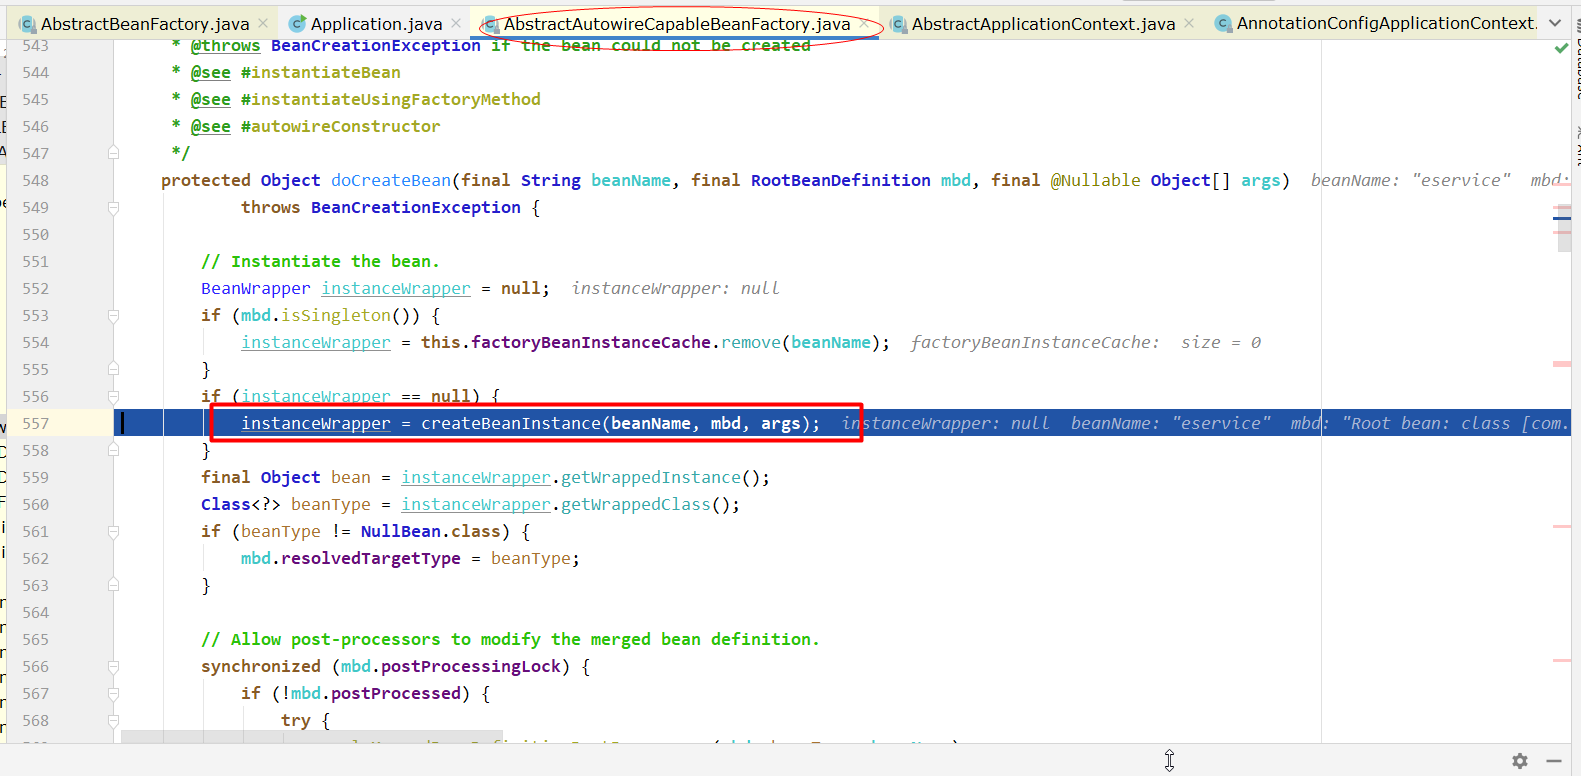 AbstractBeanFactory.java Application.java AbstractAutowireCapableBeanFactory.java AbstractApplicationContext.java AnnotationConfigApplicationContext.
543 * @throws BeanCreationException if the bean could not be created
544 * @see #instantiateBean
545 * @see #instantiateUsingFactoryMethod
546 * @see #autowireConstructor
547 */
548 protected Object doCreateBean(final String beanName, final RootBeanDefinition mbd, final @Nullable Object[] args) beanName: "eservice" mbd:
549 throws BeanCreationException {
550
551 // Instantiate the bean.
552 BeanWrapper instanceWrapper = null; instanceWrapper: null
553 if (mbd.isSingleton()) {
554 instanceWrapper = this.factoryBeanInstanceCache.remove(beanName); factoryBeanInstanceCache: size = 0
555 }
556 if (instanceWrapper == null) {
557 instanceWrapper = createBeanInstance(beanName, mbd, args); instanceWrapper: null beanName: "eservice" mbd: "Root bean: class [com.
558 }
559 final Object bean = instanceWrapper.getWrappedInstance();
560 Class<?> beanType = instanceWrapper.getWrappedClass();
561 if (beanType != NullBean.class) {
562 mbd.resolvedTargetType = beanType;
563 }
564
565 // Allow post-processors to modify the merged bean definition.
566 synchronized (mbd.postProcessingLock) {
567 if (!mbd.postProcessed) {
568 try {